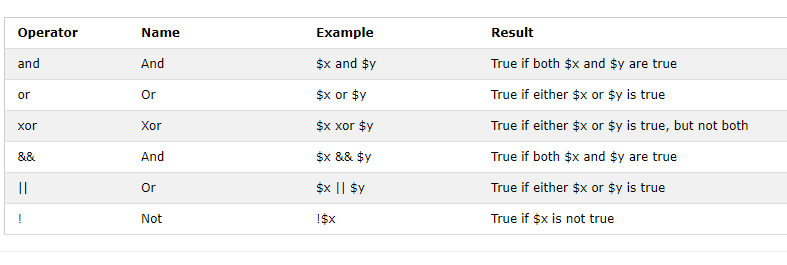 Operator Name Example Result
and And $x and $y True if both $x and $y are true
or Or $x or $y True if either $x or $y is true
xor Xor $x xor $y True if either $x or $y is true, but not both
&& And $x && $y True if both $x and $y are true
|| Or $x || $y True if either $x or $y is true
! Not !$x True if $x is not true